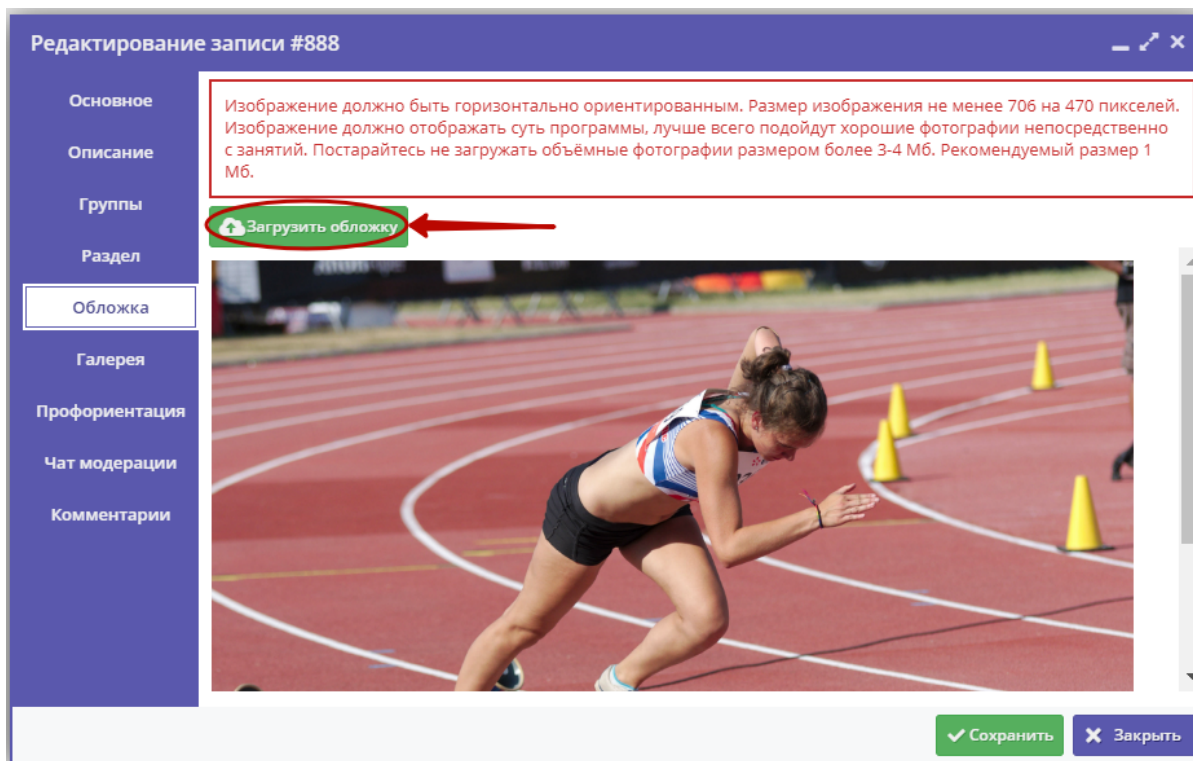 Редактирование записи #888
Основное
Описание
Группы
Раздел
Обложка
Галерея
Профориентация
Чат модерации
Комментарии
Изображение должно быть горизонтально ориентированным. Размер изображения не менее 706 на 470 пикселей.
Изображение должно отображать суть программы, лучше всего подойдут хорошие фотографии непосредственно
с занятий. Постарайтесь не загружать объёмные фотографии размером более 3-4 Мб. Рекомендуемый размер 1
Мб.
Загрузить обложку
Сохранить
Закрыть